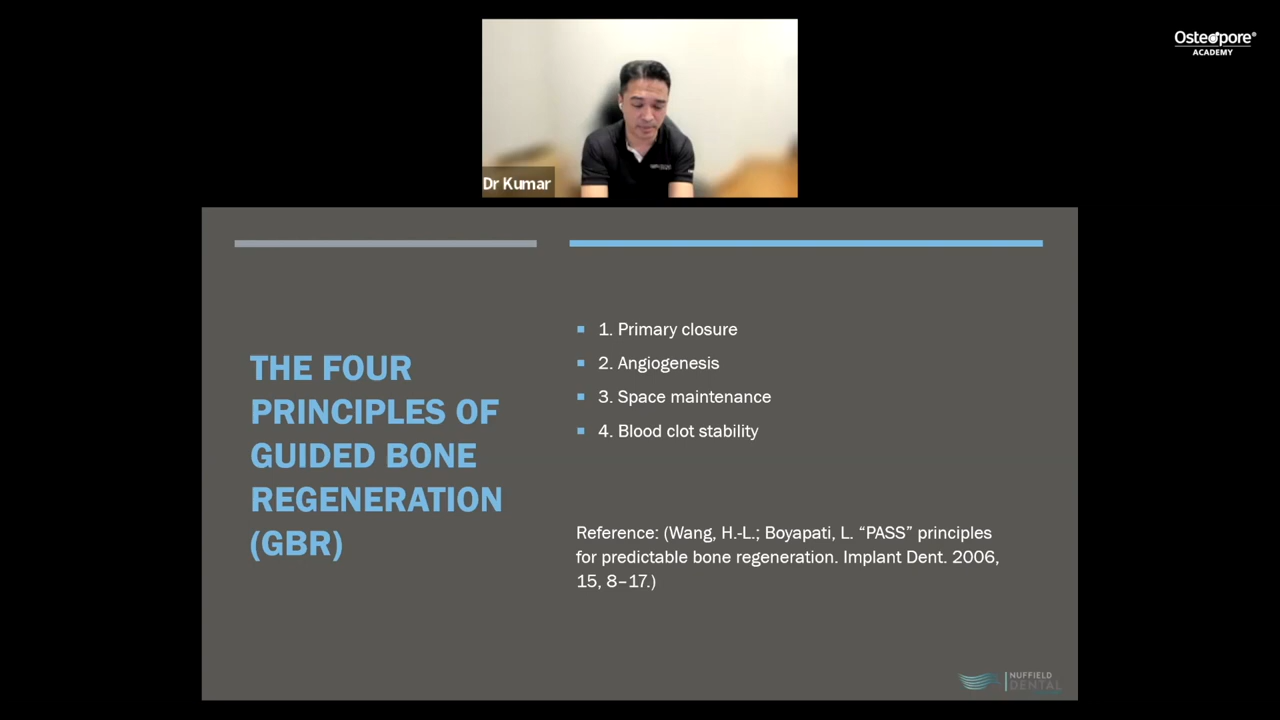 Osteopore®
ACADEMY
Dr Kumar
THE FOUR
PRINCIPLES OF
GUIDED BONE
REGENERATION
(GBR)
1. Primary closure
2. Angiogenesis
3. Space maintenance
4. Blood clot stability
Reference: (Wang, H.-L.; Boyapati, L. “PASS” principles
for predictable bone regeneration. Implant Dent. 2006,
15, 8–17.)
NUFFIELD
DENTAL